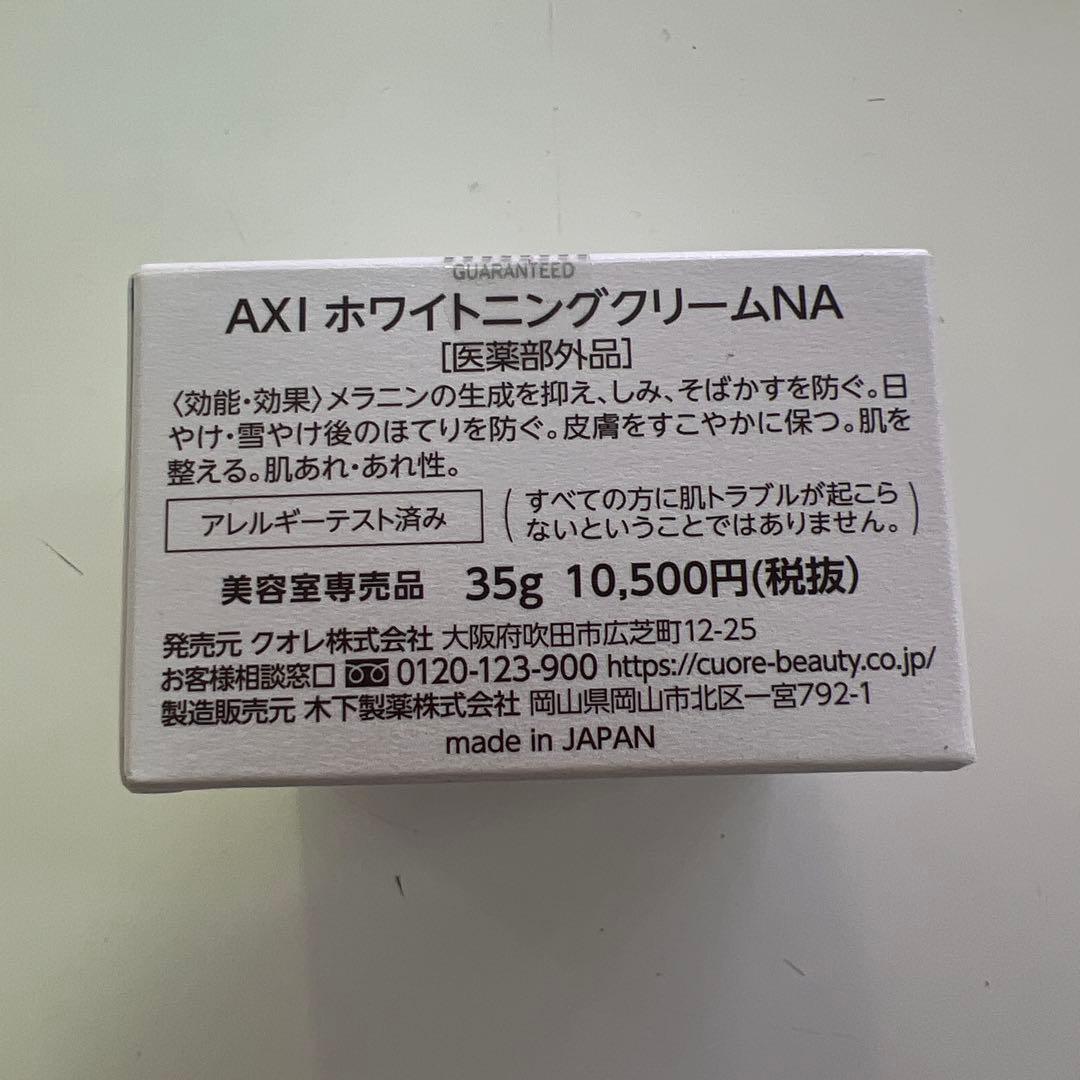 GUARANTEED
AXI ホワイトニングクリームNA
[医薬部外品]
〈効能・効果〉メラニンの生成を抑え、しみ、そばかすを防ぐ。日
やけ・雪やけ後のほてりを防ぐ。皮膚をすこやかに保つ。肌を
整える。肌あれ・あれ性。
アレルギーテスト済み
(すべての方に肌トラブルが起こら
ないということではありません。)
美容室専売品 35g 10,500円(税抜)
発売元 クオレ株式会社 大阪府吹田市広芝町12-25
お客様相談窓口 0120-123-900 https://cuore-beauty.co.jp/
製造販売元 木下製薬株式会社 岡山県岡山市北区一宮792-1
made in JAPAN